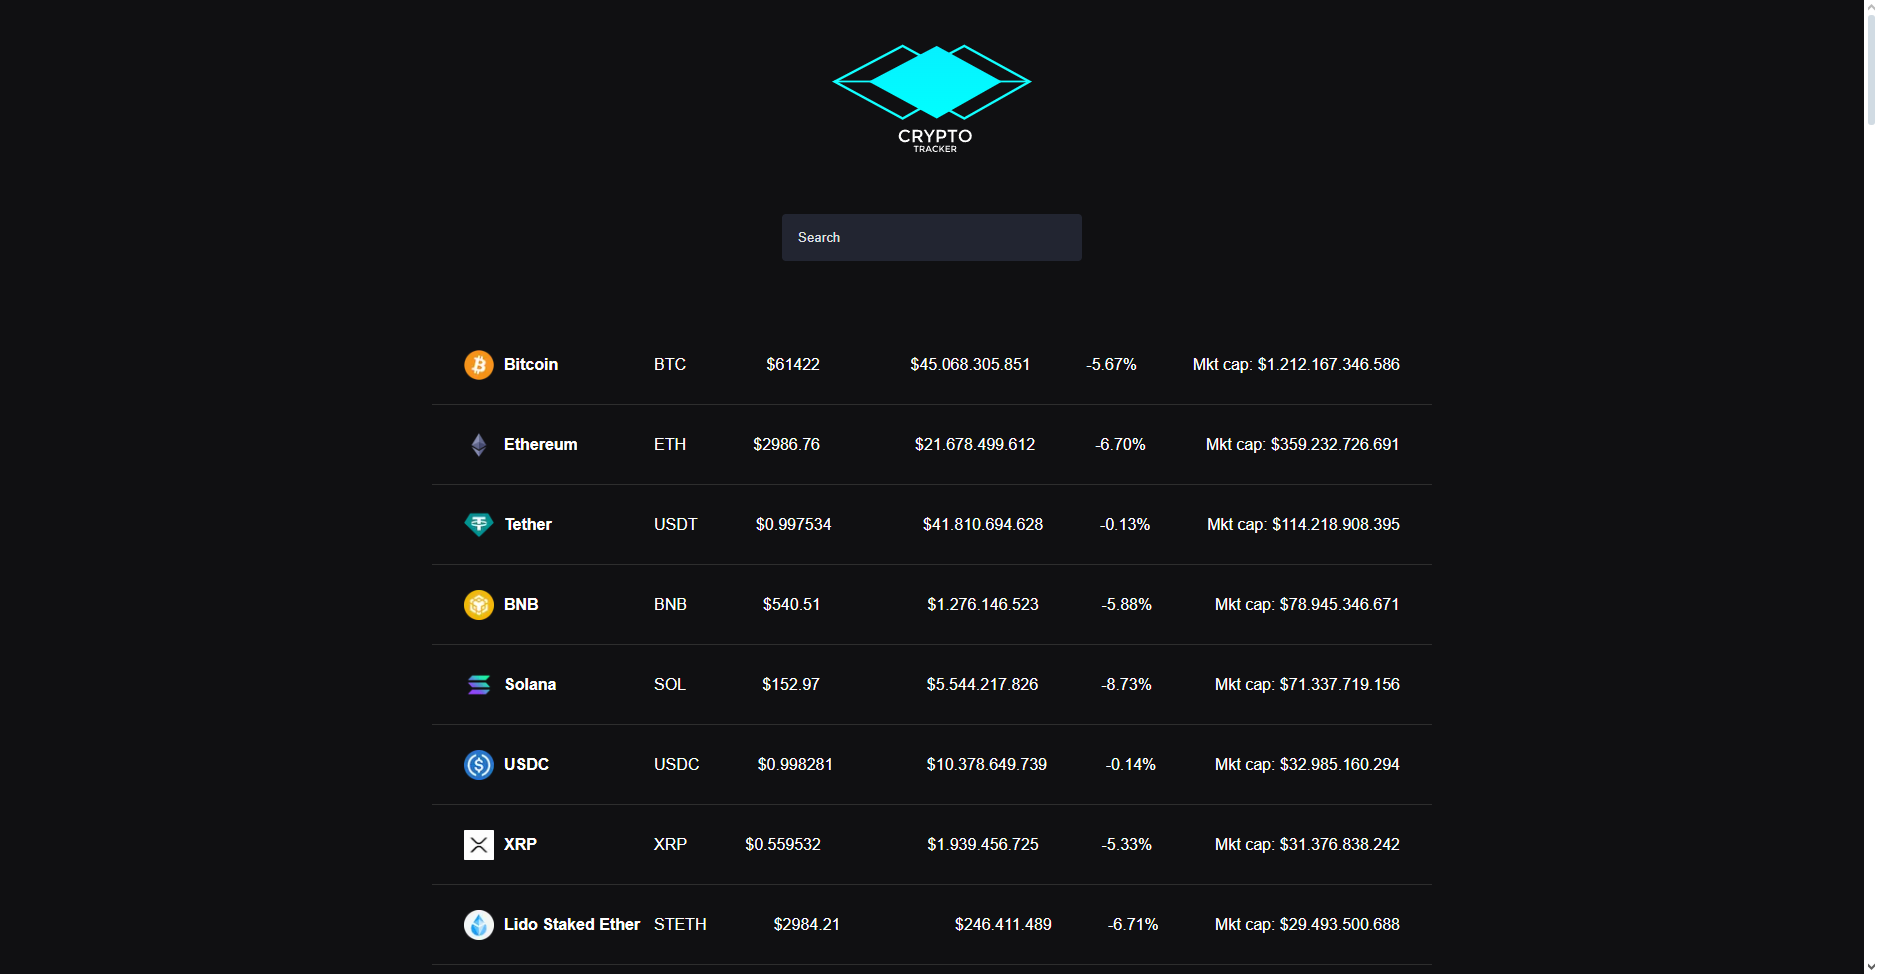 CRYPTO
TRACKER
Search
Bitcoin BTC $61422 $45.068.305.851 -5.67% Mkt cap: $1.212.167.346.586
Ethereum ETH $2986.76 $21.678.499.612 -6.70% Mkt cap: $359.232.726.691
Tether USDT $0.997534 $41.810.694.628 -0.13% Mkt cap: $114.218.908.395
BNB BNB $540.51 $1.276.146.523 -5.88% Mkt cap: $78.945.346.671
Solana SOL $152.97 $5.544.217.826 -8.73% Mkt cap: $71.337.719.156
USDC USDC $0.998281 $10.378.649.739 -0.14% Mkt cap: $32.985.160.294
XRP XRP $0.559532 $1.939.456.725 -5.33% Mkt cap: $31.376.838.242
Lido Staked Ether STETH $2984.21 $246.411.489 -6.71% Mkt cap: $29.493.500.688